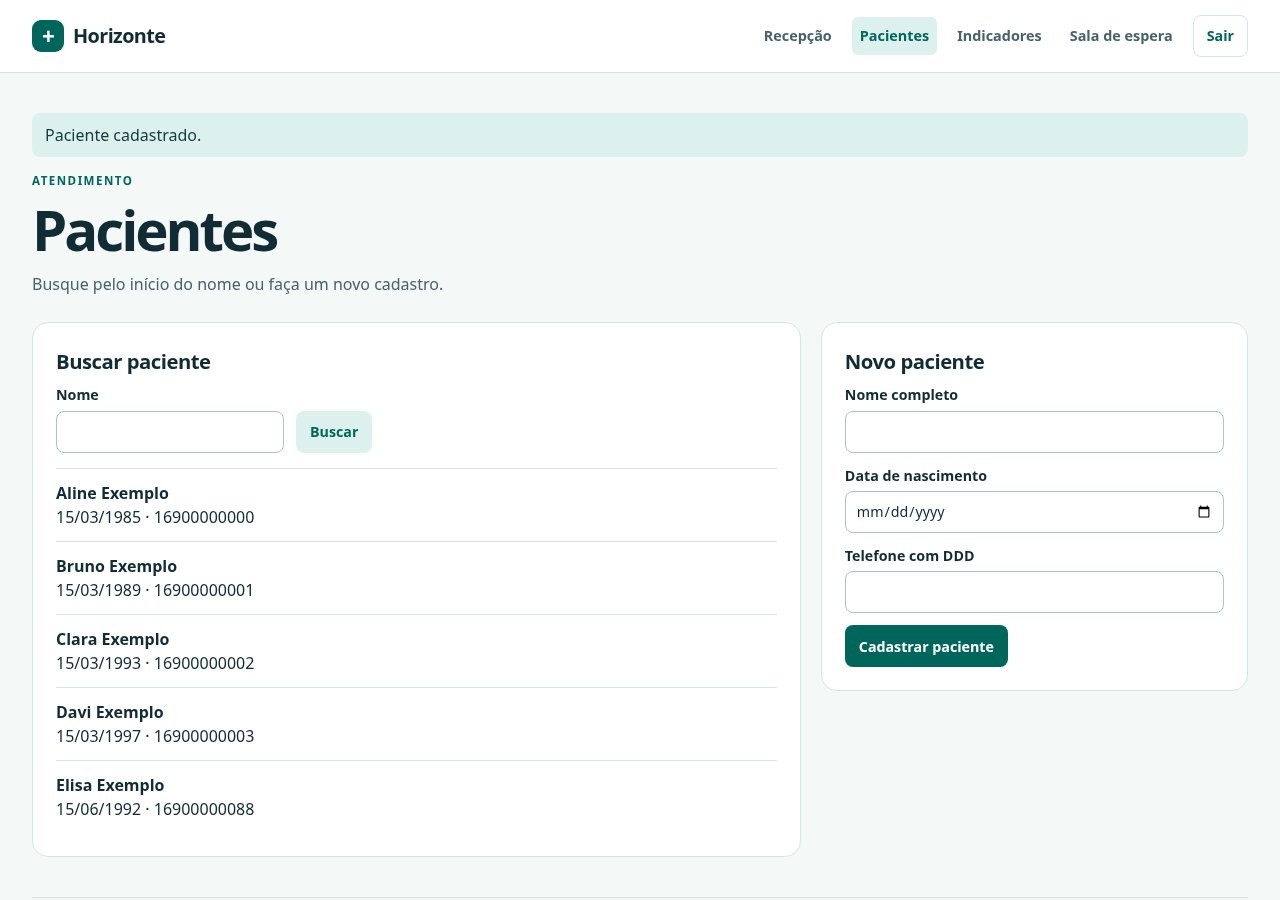 + Horizonte
Recepção Pacientes Indicadores Sala de espera Sair
Paciente cadastrado.
ATENDIMENTO
Pacientes
Busque pelo início do nome ou faça um novo cadastro.
Buscar paciente
Nome
Buscar
Aline Exemplo
15/03/1985 · 16900000000
Bruno Exemplo
15/03/1989 · 16900000001
Clara Exemplo
15/03/1993 · 16900000002
Davi Exemplo
15/03/1997 · 16900000003
Elisa Exemplo
15/06/1992 · 16900000088
Novo paciente
Nome completo
Data de nascimento
mm/dd/yyyy
Telefone com DDD
Cadastrar paciente